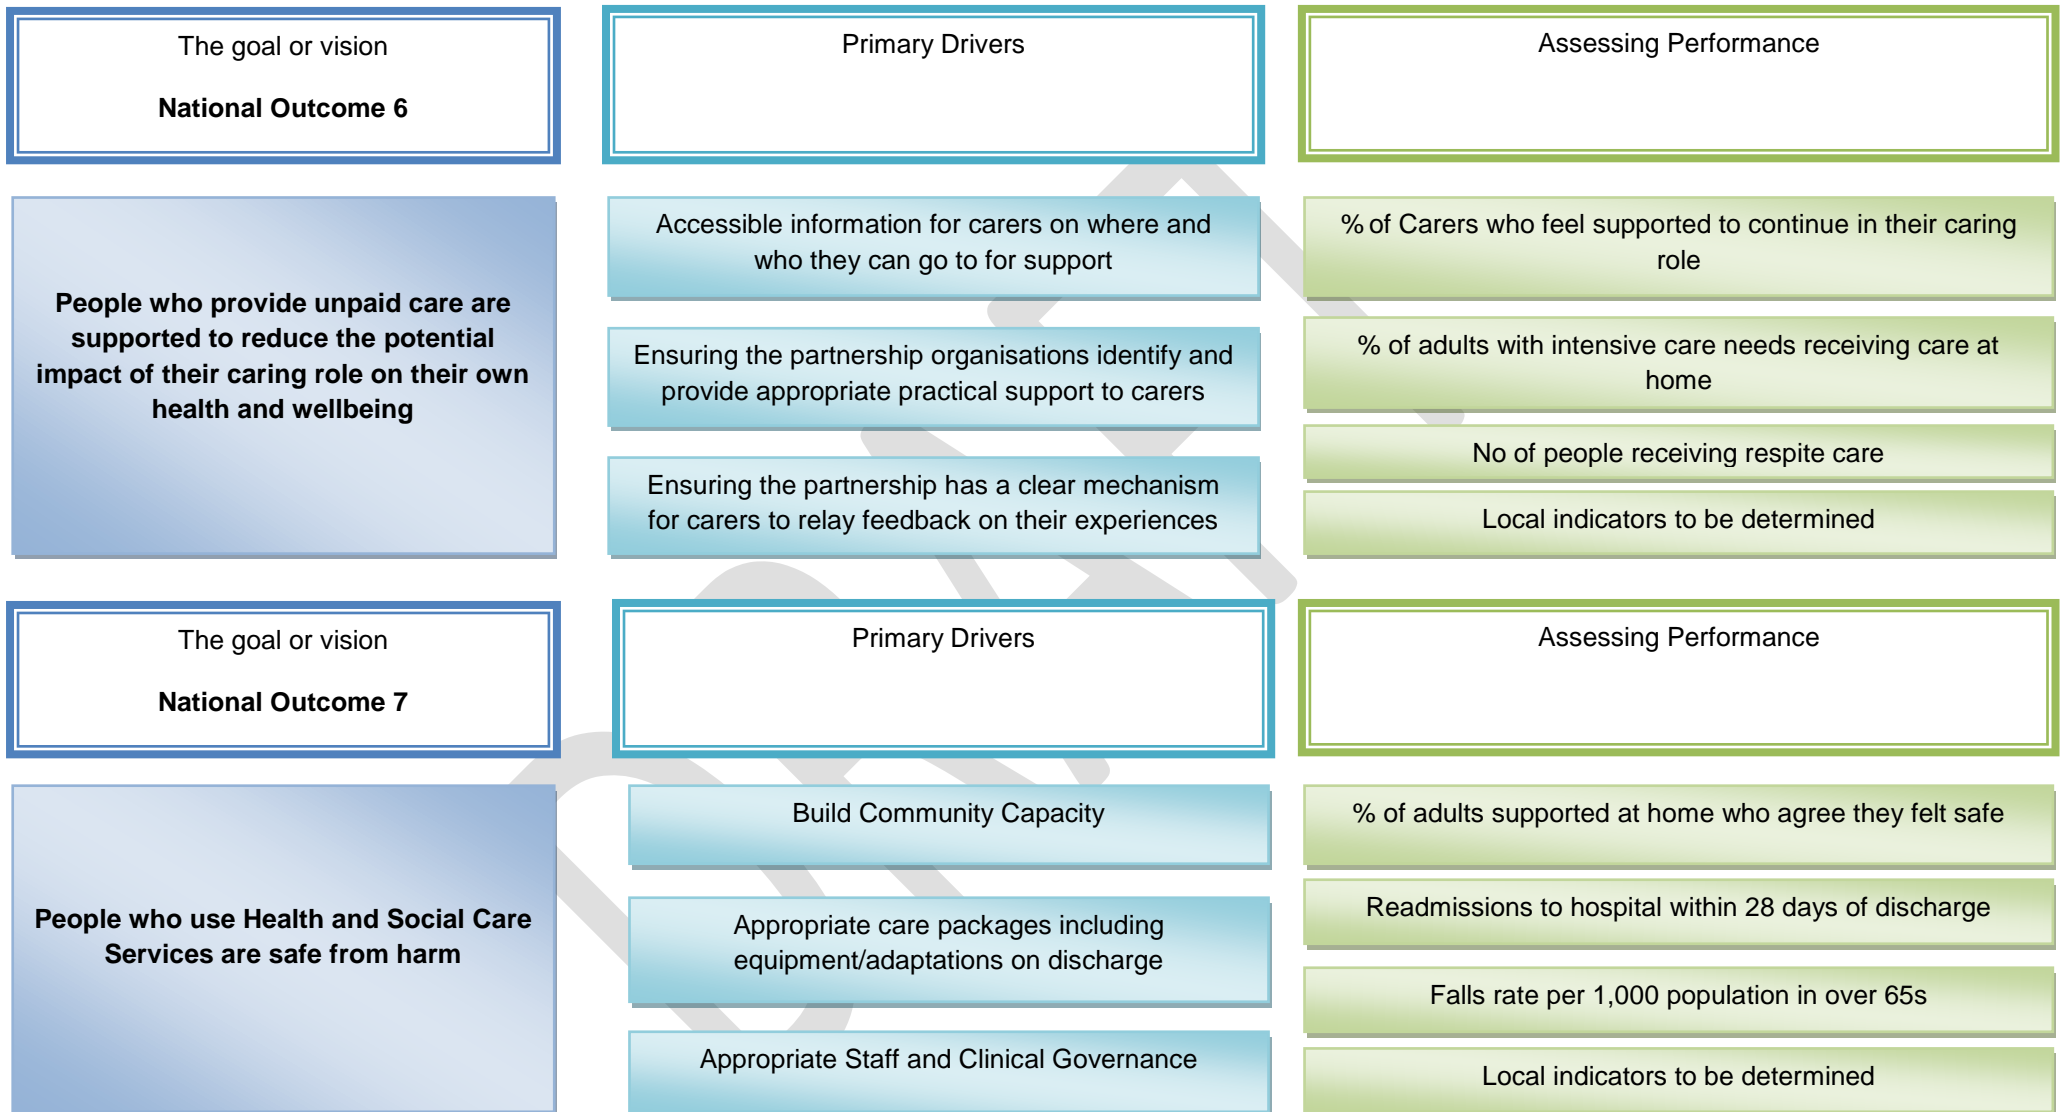 The goal or vision
National Outcome 6
Primary Drivers
Assessing Performance
People who provide unpaid care are
supported to reduce the potential
impact of their caring role on their own
health and wellbeing
Accessible information for carers on where and
who they can go to for support
Ensuring the partnership organisations identify and
provide appropriate practical support to carers
Ensuring the partnership has a clear mechanism
for carers to relay feedback on their experiences
% of Carers who feel supported to continue in their caring
role
% of adults with intensive care needs receiving care at
home
No of people receiving respite care
Local indicators to be determined
The goal or vision
National Outcome 7
Primary Drivers
Assessing Performance
People who use Health and Social Care
Services are safe from harm
Build Community Capacity
Appropriate care packages including
equipment/adaptations on discharge
Appropriate Staff and Clinical Governance
% of adults supported at home who agree they felt safe
Readmissions to hospital within 28 days of discharge
Falls rate per 1,000 population in over 65s
Local indicators to be determined
DRAFT